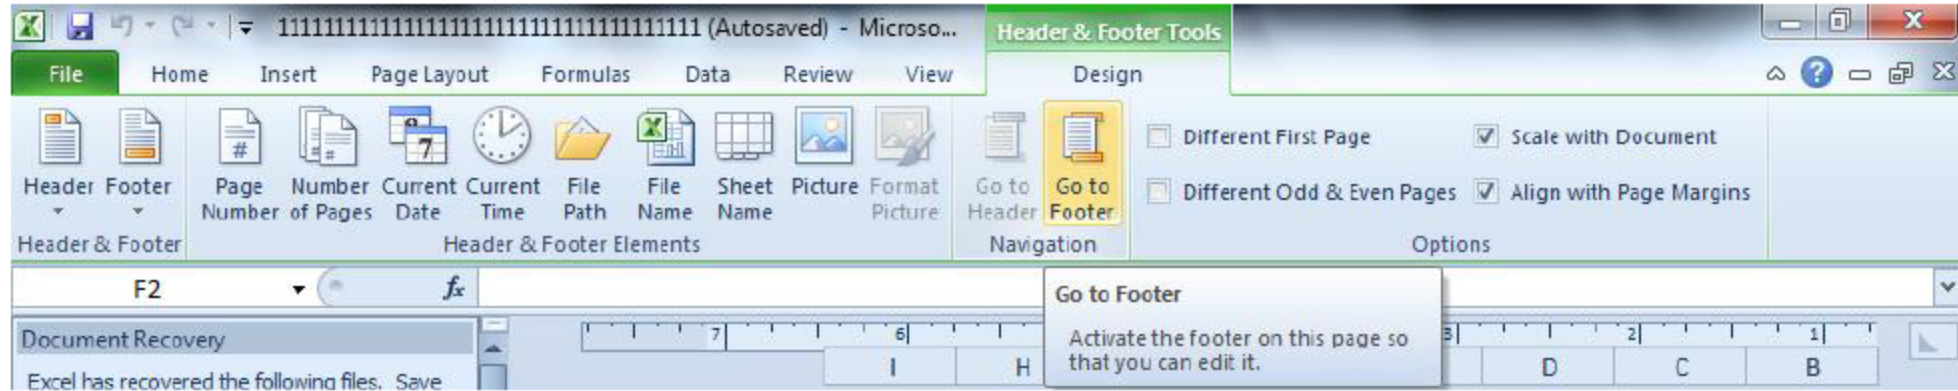 11111111111111111111111111111111111 (Autosaved) - Microso... Header & Footer Tools
File Home Insert Page Layout Formulas Data Review View Design
Different First Page Scale with Document
Header Footer Page Number Number of Pages Current Date Current Time File Path File Name Sheet Name Picture Format Picture Go to Header Go to Footer
Different Odd & Even Pages Align with Page Margins
Header & Footer Header & Footer Elements Navigation Options
F2 fx
Go to Footer
Document Recovery 7 6 3 2 1
Activate the footer on this page so
that you can edit it.
I H D C B
Excel has recovered the following files. Save